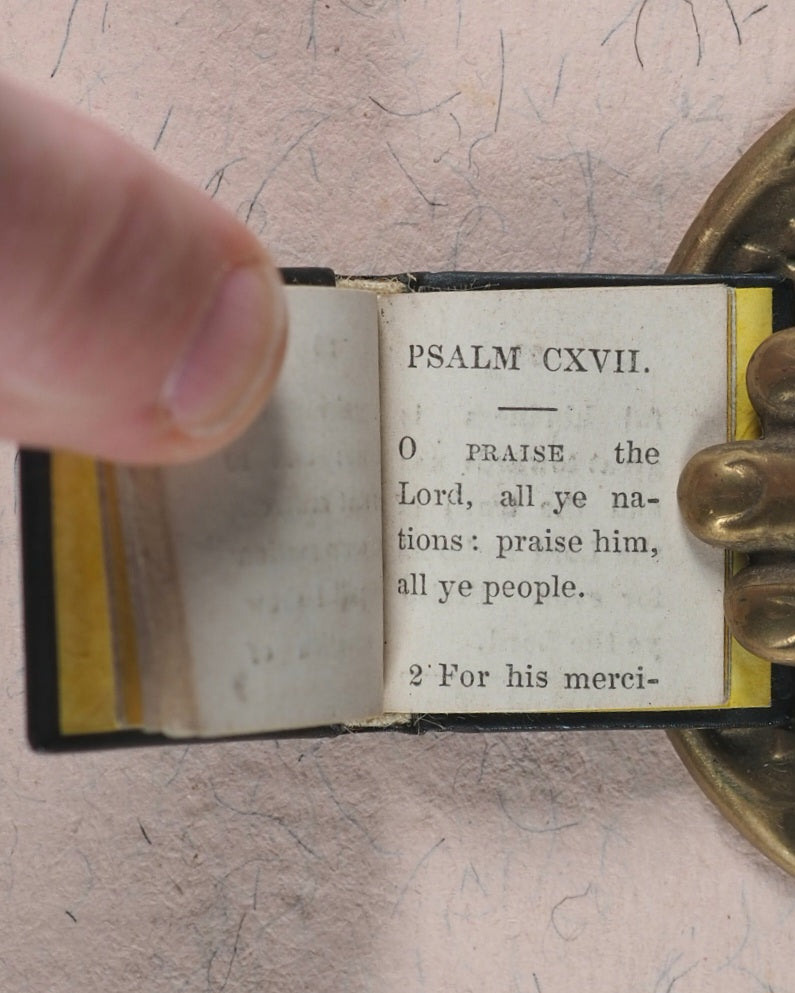 PSALM CXVII.
O PRAISE the
Lord, all ye na-
tions: praise him,
all ye people.
2 For his merci-